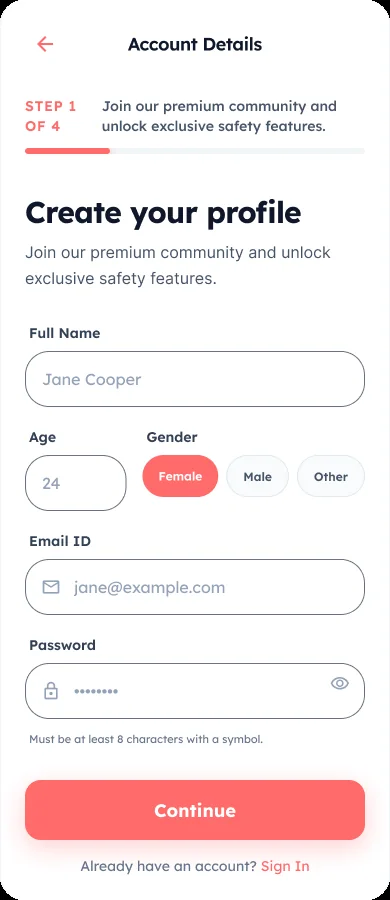 Account Details
STEP 1
OF 4
Join our premium community and
unlock exclusive safety features.
Create your profile
Join our premium community and unlock
exclusive safety features.
Full Name
Jane Cooper
Age
Gender
24
Female
Male
Other
Email ID
jane@example.com
Password
••••••••
Must be at least 8 characters with a symbol.
Continue
Already have an account? Sign In